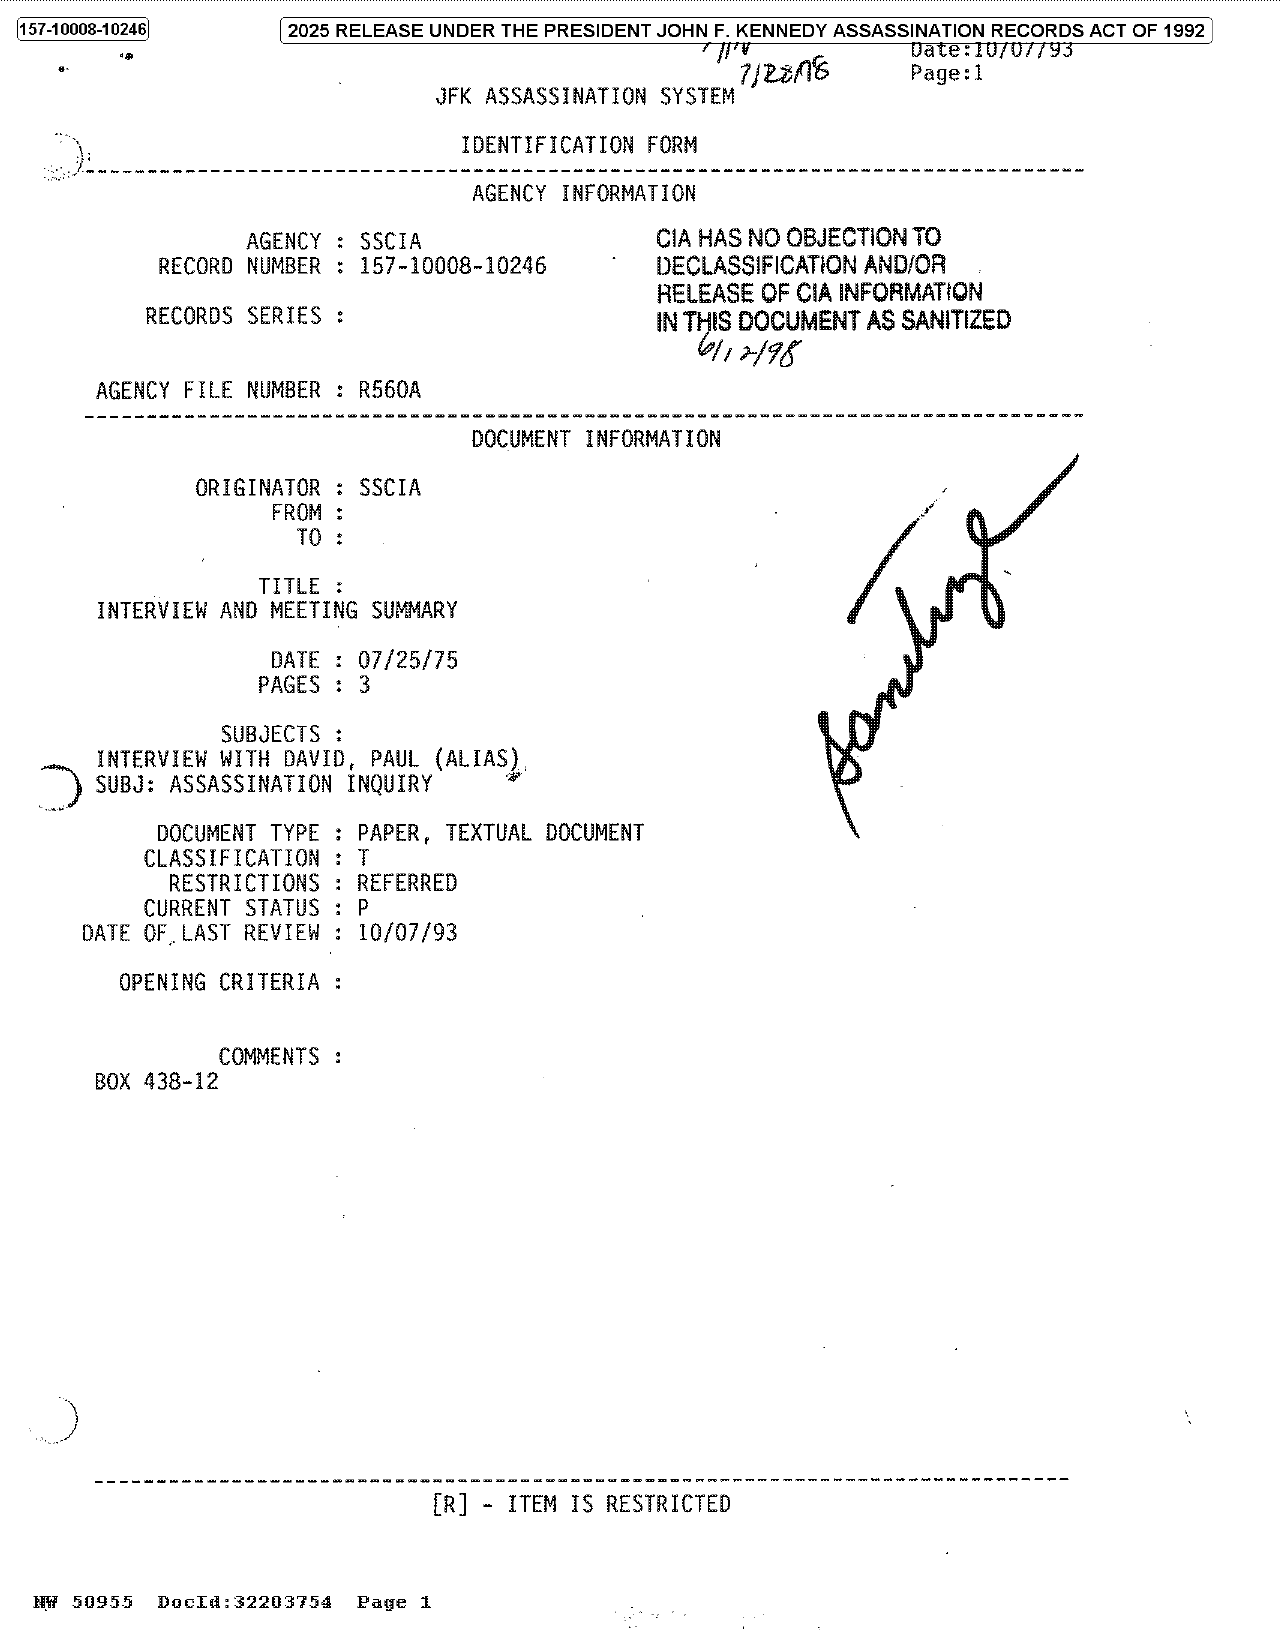 157-10008-10246
2025 RELEASE UNDER THE PRESIDENT JOHN F. KENNEDY ASSASSINATION RECORDS ACT OF 1992
Date:10/07/93
Page:1
JFK ASSASSINATION SYSTEM
IDENTIFICATION FORM
AGENCY INFORMATION
AGENCY : SSCIA
RECORD NUMBER : 157-10008-10246
RECORDS SERIES :
CIA HAS NO OBJECTION TO
DECLASSIFICATION AND/OR
RELEASE OF CIA INFORMATION
IN THIS DOCUMENT AS SANITIZED
6/12/98
AGENCY FILE NUMBER : R560A
DOCUMENT INFORMATION
ORIGINATOR : SSCIA
FROM :
TO :
TITLE :
INTERVIEW AND MEETING SUMMARY
DATE : 07/25/75
PAGES : 3
SUBJECTS :
INTERVIEW WITH DAVID, PAUL (ALIAS)
SUBJ: ASSASSINATION INQUIRY
DOCUMENT TYPE : PAPER, TEXTUAL DOCUMENT
CLASSIFICATION : T
RESTRICTIONS : REFERRED
CURRENT STATUS : P
DATE OF LAST REVIEW : 10/07/93
OPENING CRITERIA :
COMMENTS :
BOX 438-12
[R] - ITEM IS RESTRICTED
NW 50955 DocId:32203754 Page 1